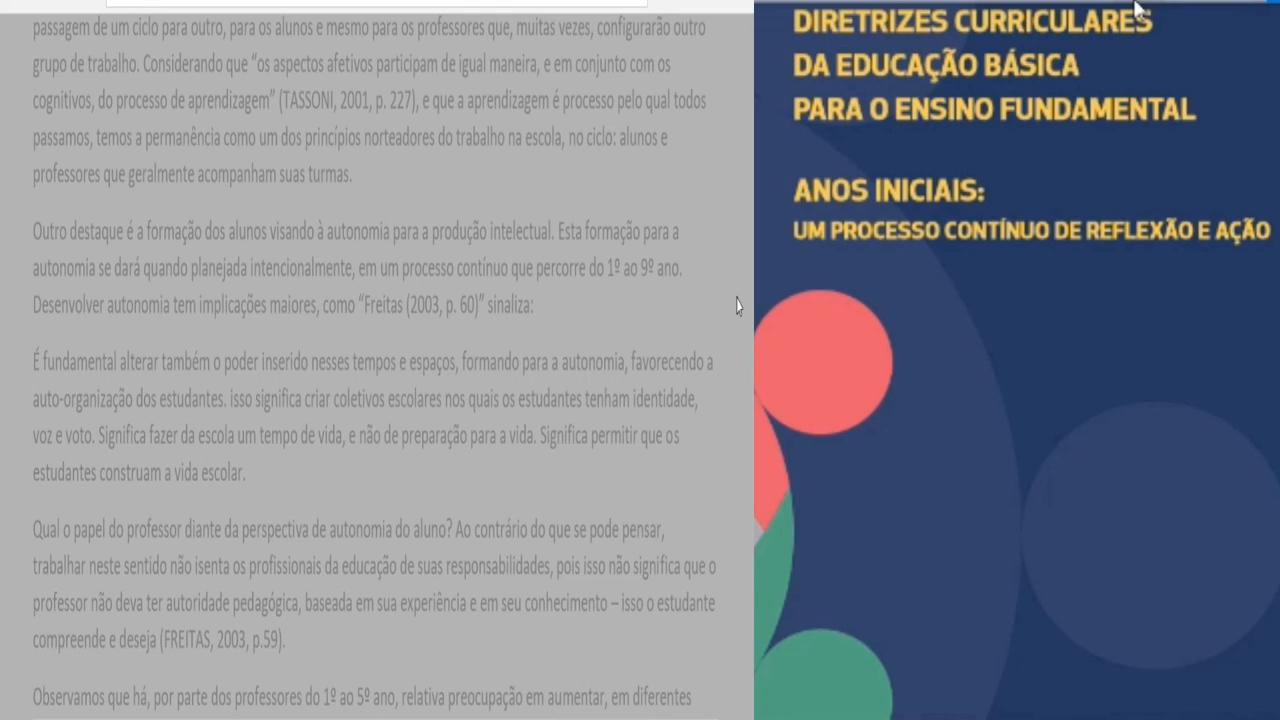 passagem de um ciclo para outro, para os alunos e mesmo para os professores que, muitas vezes, configurarão outro
grupo de trabalho. Considerando que “os aspectos afetivos participam de igual maneira, e em conjunto com os
cognitivos, do processo de aprendizagem” (TASSONI, 2001, p. 227), e que a aprendizagem é processo pelo qual todos
passamos, temos a permanência como um dos princípios norteadores do trabalho na escola, no ciclo: alunos e
professores que geralmente acompanham suas turmas.
Outro destaque é a formação dos alunos visando à autonomia para a produção intelectual. Esta formação para a
autonomia se dará quando planejada intencionalmente, em um processo contínuo que percorre do 1º ao 9º ano.
Desenvolver autonomia tem implicações maiores, como “Freitas (2003, p. 60)” sinaliza:
É fundamental alterar também o poder inserido nesses tempos e espaços, formando para a autonomia, favorecendo a
auto-organização dos estudantes. isso significa criar coletivos escolares nos quais os estudantes tenham identidade,
voz e voto. Significa fazer da escola um tempo de vida, e não de preparação para a vida. Significa permitir que os
estudantes construam a vida escolar.
Qual o papel do professor diante da perspectiva de autonomia do aluno? Ao contrário do que se pode pensar,
trabalhar neste sentido não isenta os profissionais da educação de suas responsabilidades, pois isso não significa que o
professor não deva ter autoridade pedagógica, baseada em sua experiência e em seu conhecimento – isso o estudante
compreende e deseja (FREITAS, 2003, p.59).
Observamos que há, por parte dos professores do 1º ao 5º ano, relativa preocupação em aumentar, em diferentes
DIRETRIZES CURRICULARES
DA EDUCAÇÃO BÁSICA
PARA O ENSINO FUNDAMENTAL
ANOS INICIAIS:
UM PROCESSO CONTÍNUO DE REFLEXÃO E AÇÃO